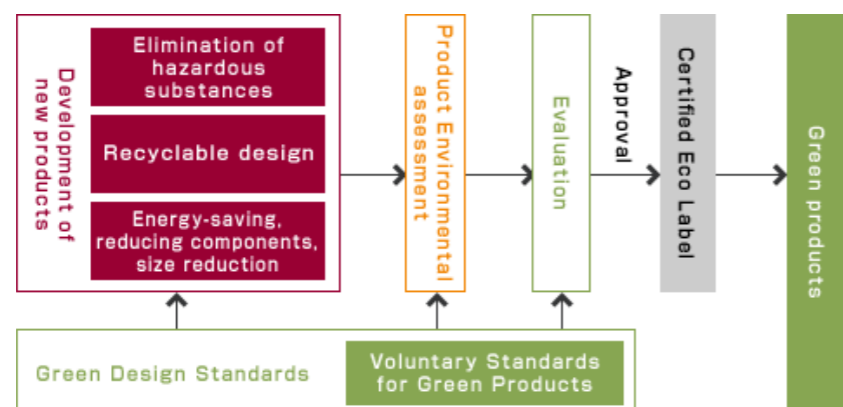 Development of
new products
Elimination of
hazardous
substances
Recyclable design
Energy-saving,
reducing components,
size reduction
Product Environmental
assessment
Evaluation
Approval
Certified Eco Label
Green products
Green Design Standards
Voluntary Standards
for Green Products